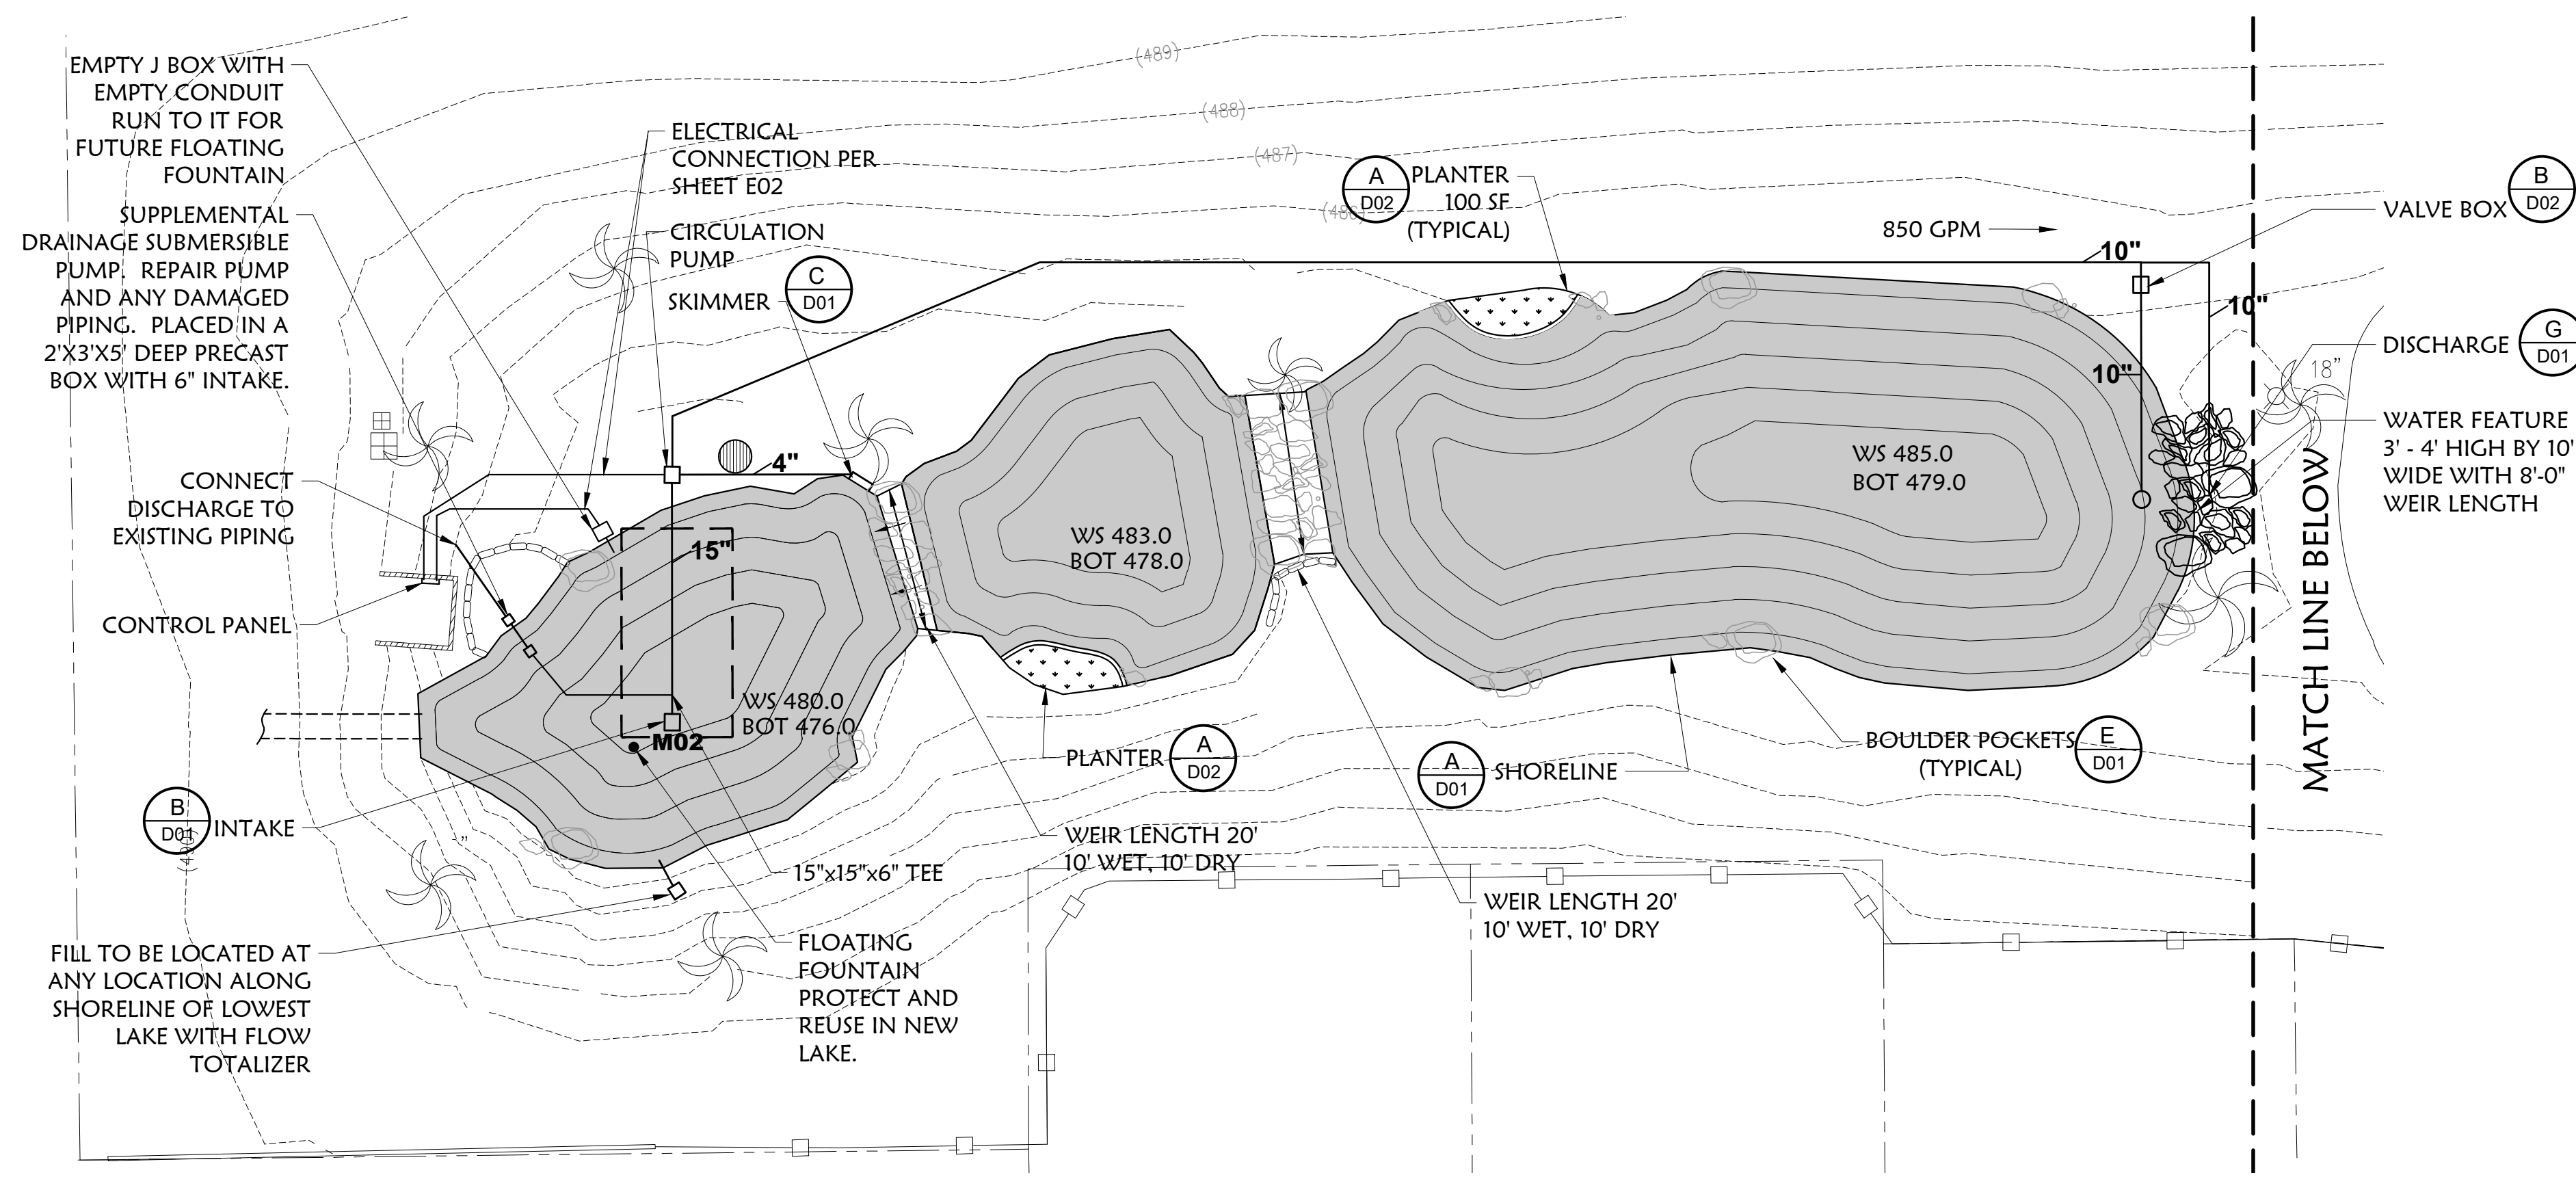 EMPTY J BOX WITH
EMPTY CONDUIT
RUN TO IT FOR
FUTURE FLOATING
FOUNTAIN
SUPPLEMENTAL
DRAINAGE SUBMERSIBLE
PUMP. REPAIR PUMP
AND ANY DAMAGED
PIPING. PLACED IN A
2'X3'X5' DEEP PRECAST
BOX WITH 6" INTAKE.
CONNECT
DISCHARGE TO
EXISTING PIPING
CONTROL PANEL
B
D01
INTAKE
FILL TO BE LOCATED AT
ANY LOCATION ALONG
SHORELINE OF LOWEST
LAKE WITH FLOW
TOTALIZER
ELECTRICAL
CONNECTION PER
SHEET E02
CIRCULATION
PUMP
SKIMMER
C
D01
4"
15"
WS 480.0
BOT 476.0
M02
15"x15"x6" TEE
FLOATING
FOUNTAIN
PROTECT AND
REUSE IN NEW
LAKE.
(489)
(488)
(487)
(486)
A
D02
PLANTER
100 SF
(TYPICAL)
WS 483.0
BOT 478.0
PLANTER
A
D02
WEIR LENGTH 20'
10' WET, 10' DRY
WEIR LENGTH 20'
10' WET, 10' DRY
A
D01
SHORELINE
BOULDER POCKETS
(TYPICAL)
E
D01
WS 485.0
BOT 479.0
850 GPM
10"
10"
10"
MATCH LINE BELOW
VALVE BOX
B
D02
DISCHARGE
G
D01
18"
WATER FEATURE
3' - 4' HIGH BY 10'
WIDE WITH 8'-0"
WEIR LENGTH